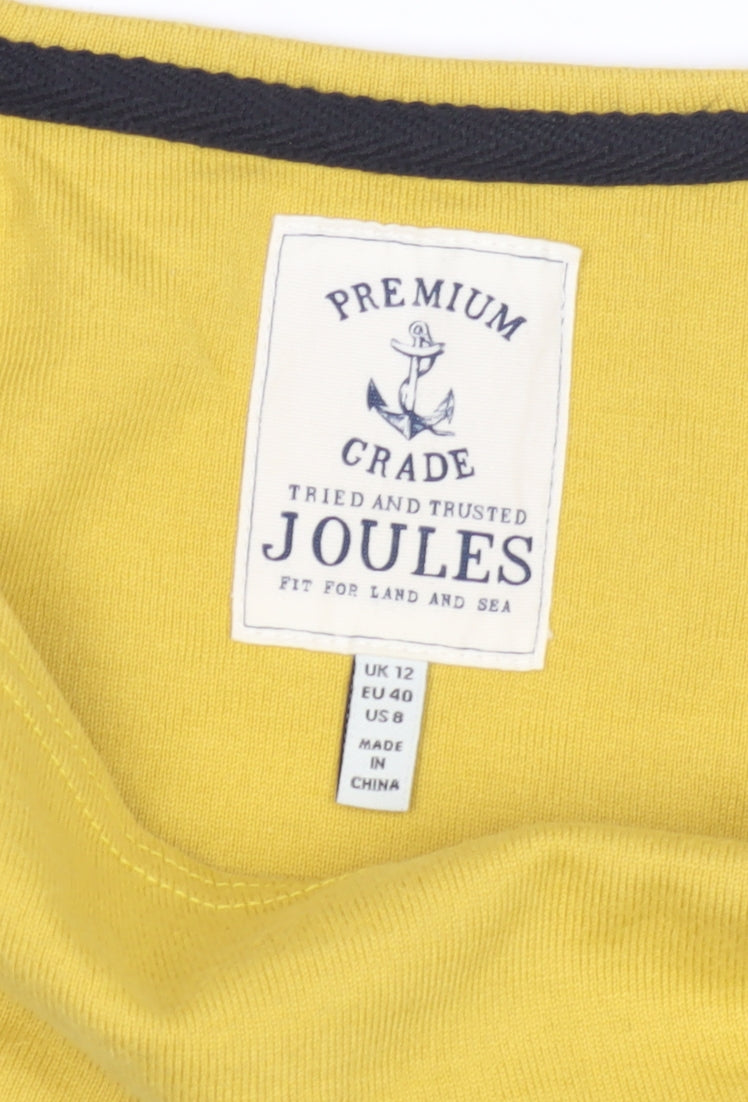 PREMIUM
GRADE
TRIED AND TRUSTED
JOULES
FIT FOR LAND AND SEA
UK 12
EU 40
US 8
MADE
IN
CHINA